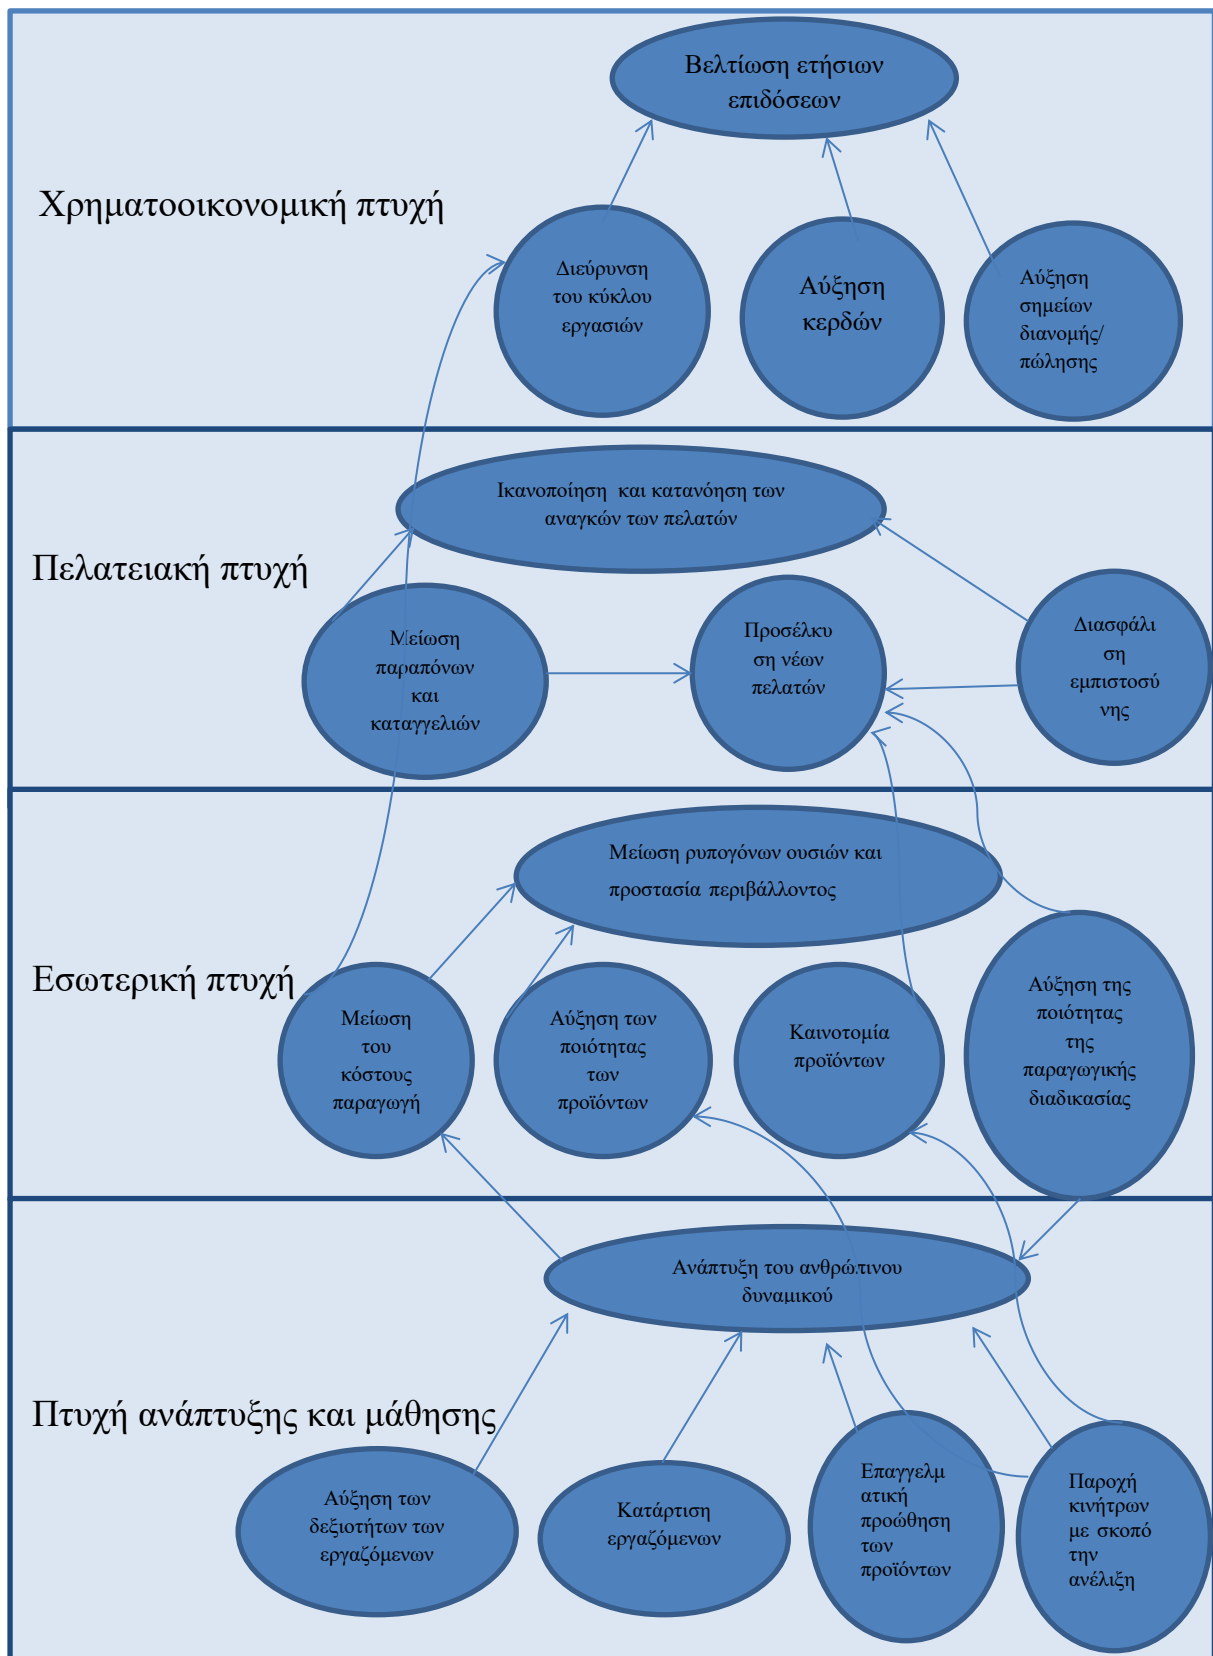 Βελτίωση ετήσιων
επιδόσεων
Χρηματοοικονομική πτυχή
Διεύρυνση
του κύκλου
εργασιών
Αύξηση
κερδών
Αύξηση
σημείων
διανομής/
πώλησης
Ικανοποίηση και κατανόηση των
αναγκών των πελατών
Πελατειακή πτυχή
Μείωση
παραπόνων
και
καταγγελιών
Προσέλκυ
ση νέων
πελατών
Διασφάλι
ση
εμπιστοσύ
νης
Μείωση ρυπογόνων ουσιών και
προστασία περιβάλλοντος
Εσωτερική πτυχή
Μείωση
του
κόστους
παραγωγή
Αύξηση των
ποιότητας
των
προϊόντων
Καινοτομία
προϊόντων
Αύξηση της
ποιότητας
της
παραγωγικής
διαδικασίας
Ανάπτυξη του ανθρώπινου
δυναμικού
Πτυχή ανάπτυξης και μάθησης
Αύξηση των
δεξιοτήτων των
εργαζόμενων
Κατάρτιση
εργαζόμενων
Επαγγελμ
ατική
προώθηση
των
προϊόντων
Παροχή
κινήτρων
με σκοπό
την
ανέλιξη